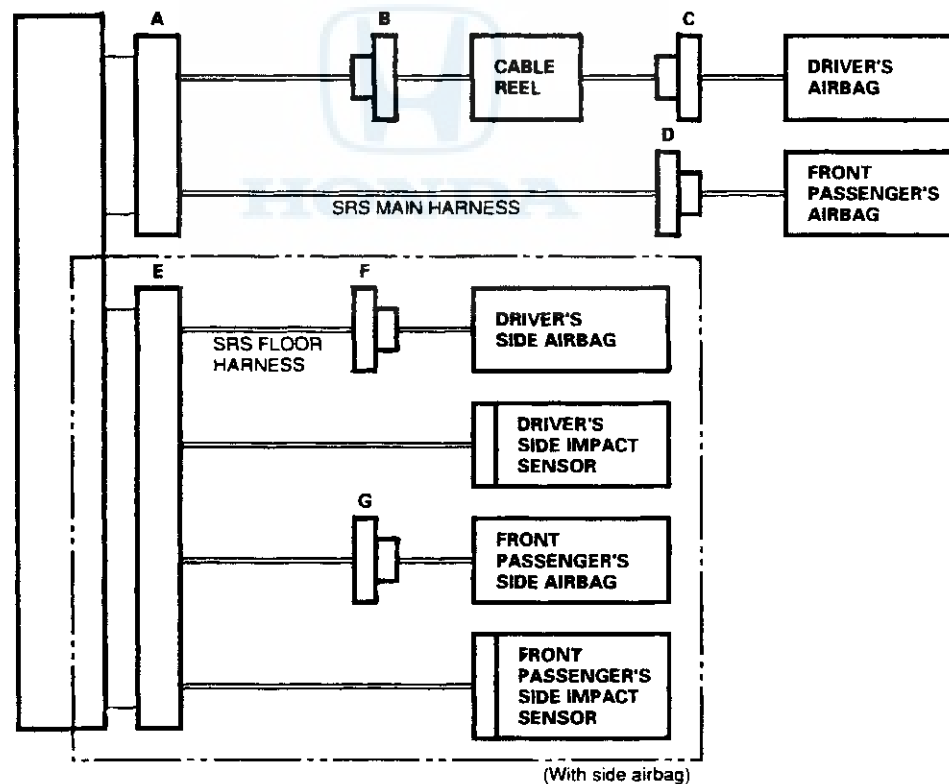 A
B
C
CABLE
REEL
DRIVER'S
AIRBAG
D
FRONT
PASSENGER'S
AIRBAG
HONDA
SRS MAIN HARNESS
E
F
DRIVER'S
SIDE AIRBAG
SRS FLOOR
HARNESS
DRIVER'S
SIDE IMPACT
SENSOR
G
FRONT
PASSENGER'S
SIDE AIRBAG
FRONT
PASSENGER'S
SIDE IMPACT
SENSOR
(With side airbag)